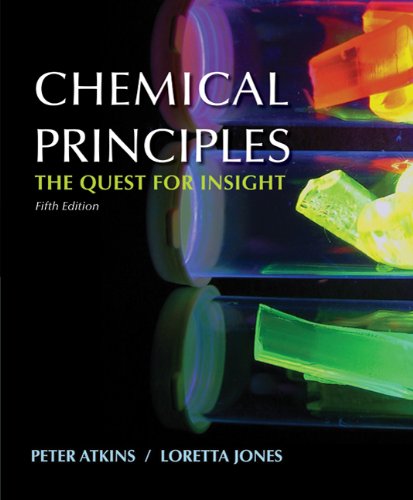 CHEMICAL
PRINCIPLES
THE QUEST FOR INSIGHT
Fifth Edition
PETER ATKINS / LORETTA JONES